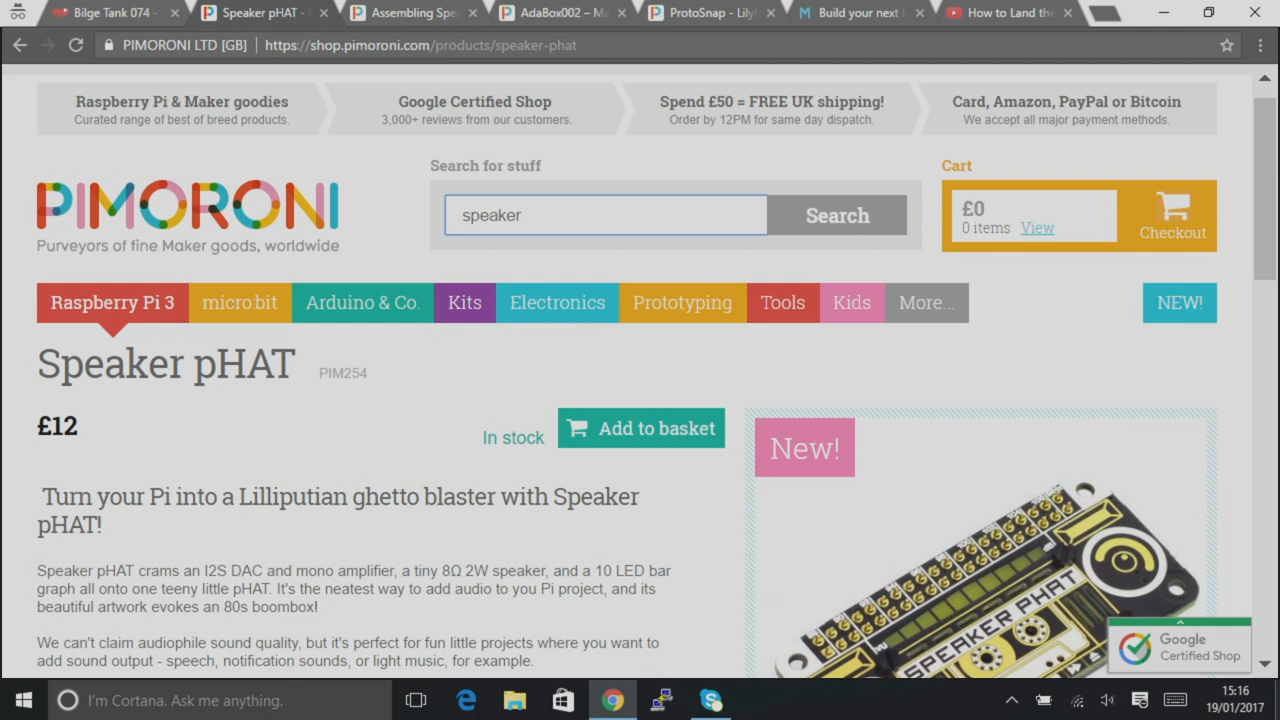 Bilge Tank 074 -
Speaker pHAT -
Assembling Spe
AdaBox002 – Ma
ProtoSnap - Lily
Build your next
How to Land the
PIMORONI LTD [GB]
https://shop.pimoroni.com/products/speaker-phat
Raspberry Pi & Maker goodies
Curated range of best of breed products.
Google Certified Shop
3,000+ reviews from our customers.
Spend £50 = FREE UK shipping!
Order by 12PM for same day dispatch.
Card, Amazon, PayPal or Bitcoin
We accept all major payment methods.
PIMORONI
Purveyors of fine Maker goods, worldwide
Search for stuff
speaker
Search
Cart
£0
0 items View
Checkout
Raspberry Pi 3
micro:bit
Arduino & Co.
Kits
Electronics
Prototyping
Tools
Kids
More...
NEW!
Speaker pHAT PIM254
£12
In stock
Add to basket
New!
Turn your Pi into a Lilliputian ghetto blaster with Speaker
pHAT!
Speaker pHAT crams an I2S DAC and mono amplifier, a tiny 8Ω 2W speaker, and a 10 LED bar
graph all onto one teeny little pHAT. It's the neatest way to add audio to you Pi project, and its
beautiful artwork evokes an 80s boombox!
We can't claim audiophile sound quality, but it's perfect for fun little projects where you want to
add sound output - speech, notification sounds, or light music, for example.
SPEAKER PHAT
Google
Certified Shop
I'm Cortana. Ask me anything.
15:16
19/01/2017